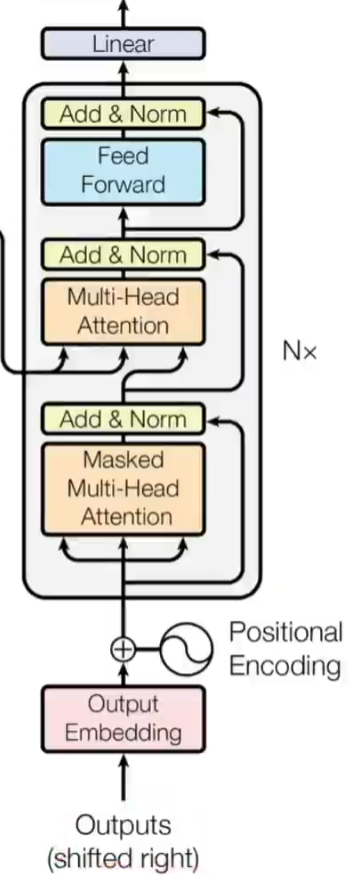 Linear
Add & Norm
Feed
Forward
Add & Norm
Multi-Head
Attention
N×
Add & Norm
Masked
Multi-Head
Attention
Positional
Encoding
Output
Embedding
Outputs
(shifted right)